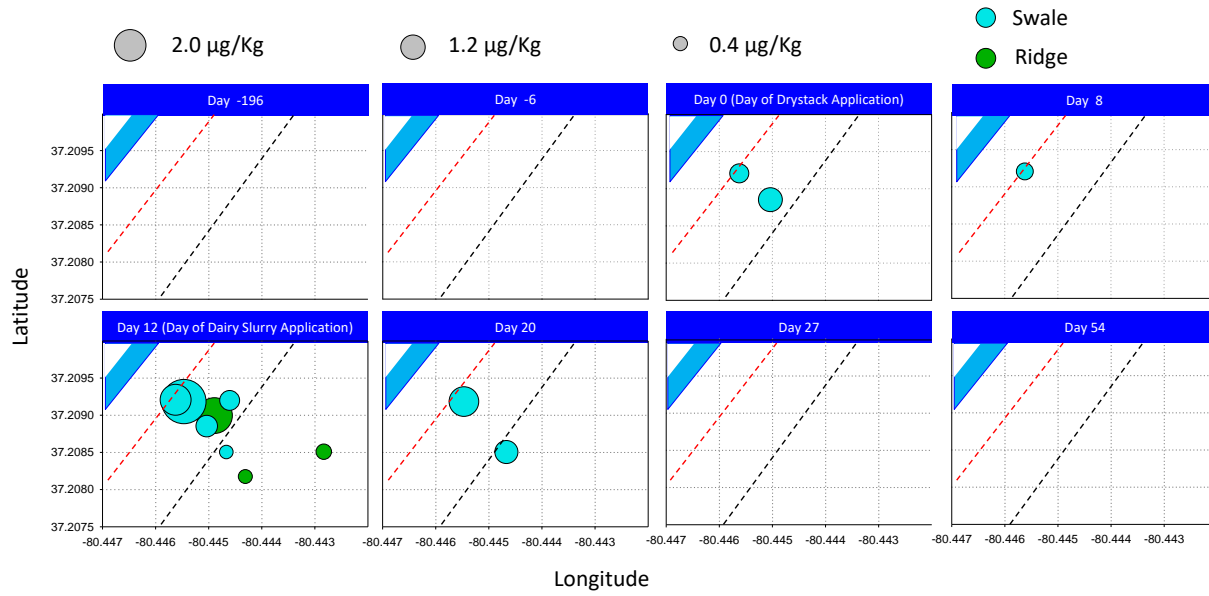 2.0 µg/Kg
1.2 µg/Kg
0.4 µg/Kg
Swale
Ridge
Day -196
Day -6
Day 0 (Day of Drystack Application)
Day 8
37.2095
37.2090
37.2085
37.2080
37.2075
Latitude
Day 12 (Day of Dairy Slurry Application)
Day 20
Day 27
Day 54
37.2095
37.2090
37.2085
37.2080
37.2075
-80.447 -80.446 -80.445 -80.444 -80.443
-80.447 -80.446 -80.445 -80.444 -80.443
-80.447 -80.446 -80.445 -80.444 -80.443
-80.447 -80.446 -80.445 -80.444 -80.443
Longitude